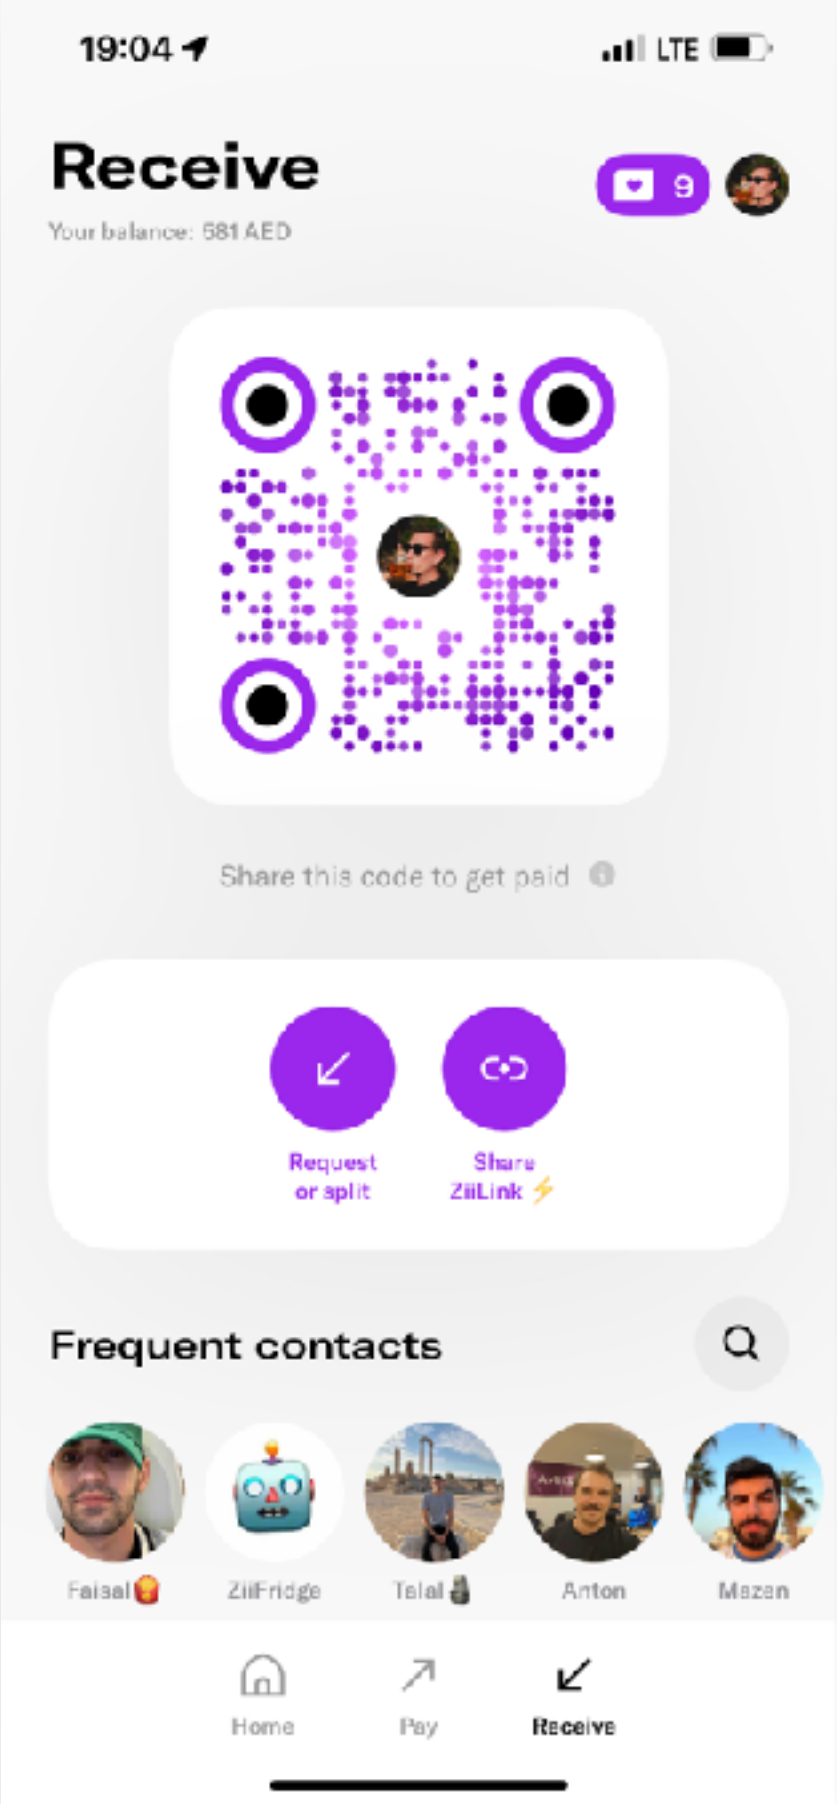 19:04
LTE
Receive
9
Your balance: 581 AED
Share this code to get paid
Request
or split
Share
ZiiLink ⚡
Frequent contacts
Faisal🍟
ZiiFridge
Talal🗿
Anton
Mazen
Home
Pay
Receive